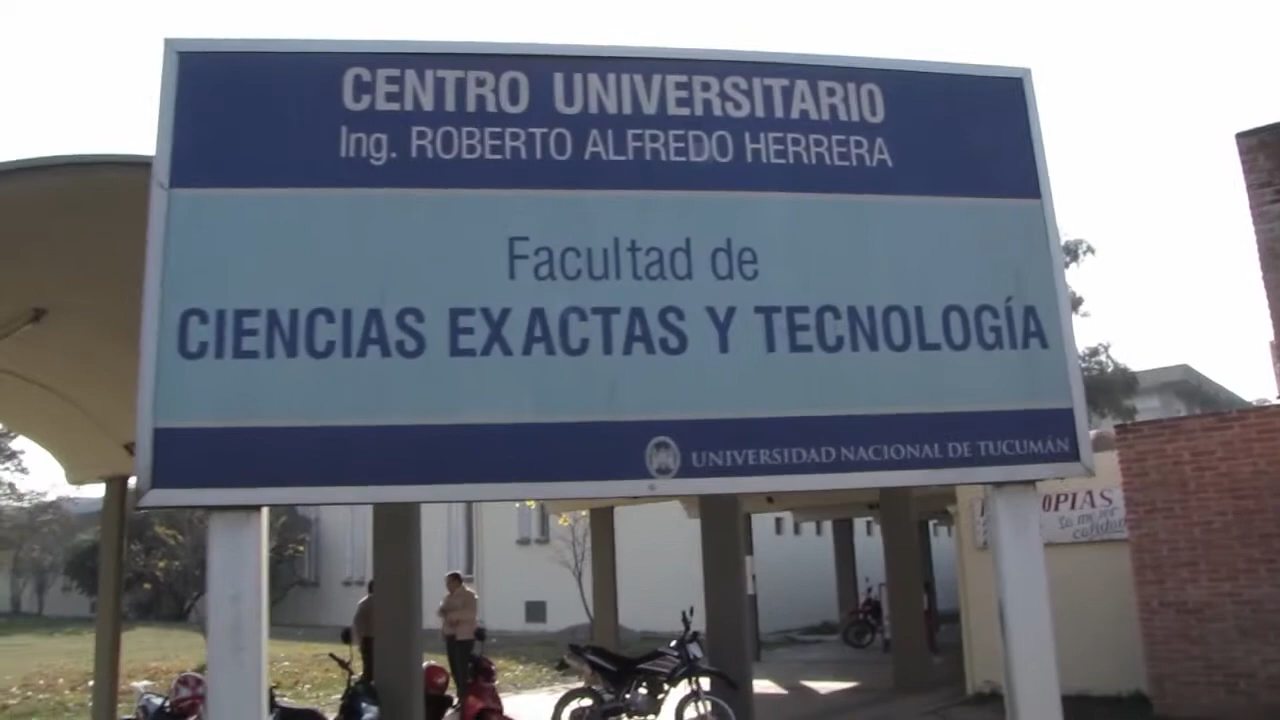 CENTRO UNIVERSITARIO
Ing. ROBERTO ALFREDO HERRERA
Facultad de
CIENCIAS EXACTAS Y TECNOLOGÍA
UNIVERSIDAD NACIONAL DE TUCUMÁN
OPIAS